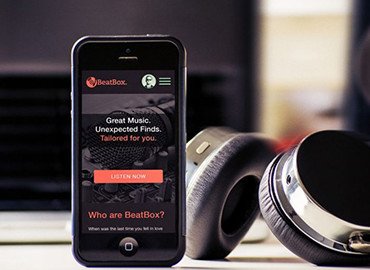 BeatBox.
Great Music.
Unexpected Finds.
Tailored for you.
LISTEN NOW
Who are BeatBox?
When was the last time you fell in love